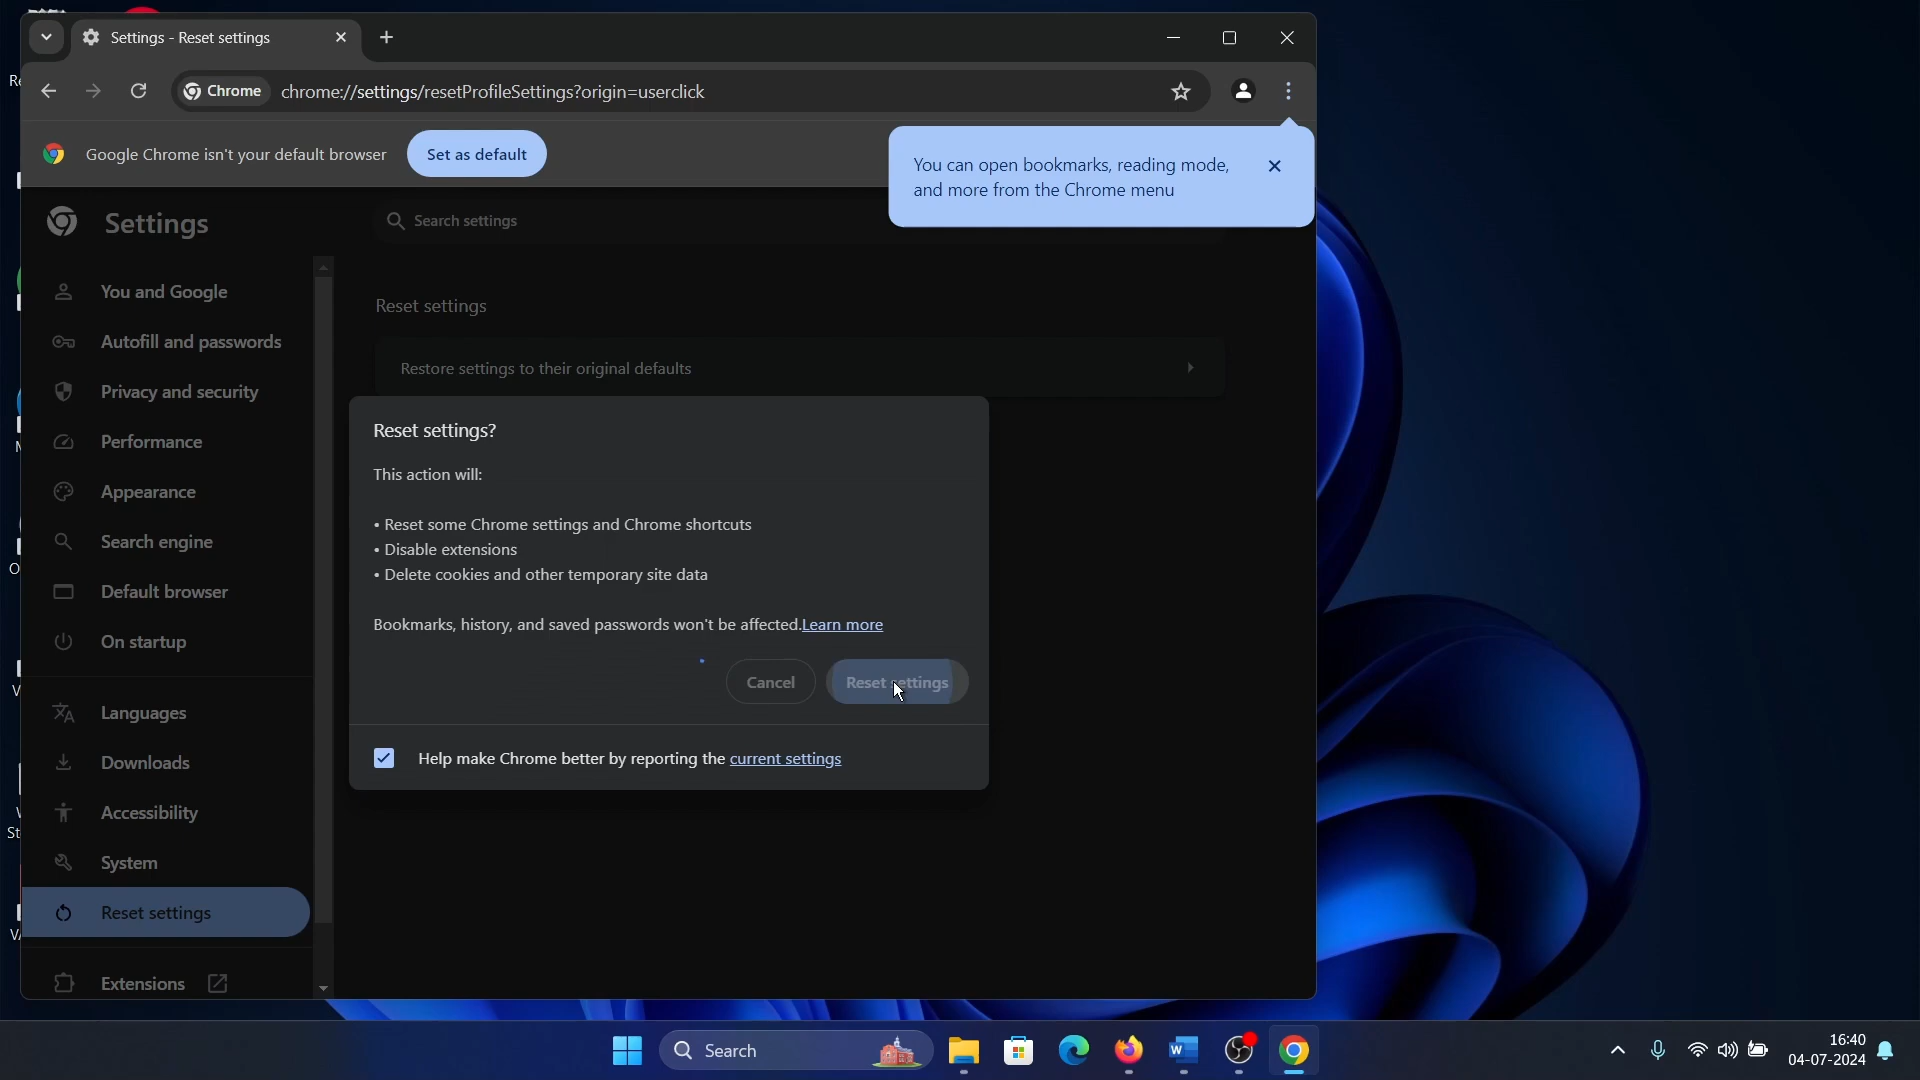 Settings - Reset settings
Chrome
chrome://settings/resetProfileSettings?origin=userclick
Google Chrome isn't your default browser
Set as default
You can open bookmarks, reading mode,
and more from the Chrome menu
Settings
Search settings
You and Google
Autofill and passwords
Privacy and security
Performance
Appearance
Search engine
Default browser
On startup
Languages
Downloads
Accessibility
System
Reset settings
Extensions
Reset settings
Restore settings to their original defaults
Reset settings?
This action will:
• Reset some Chrome settings and Chrome shortcuts
• Disable extensions
• Delete cookies and other temporary site data
Bookmarks, history, and saved passwords won't be affected.Learn more
Cancel
Reset settings
Help make Chrome better by reporting the current settings
Search
16:40
04-07-2024